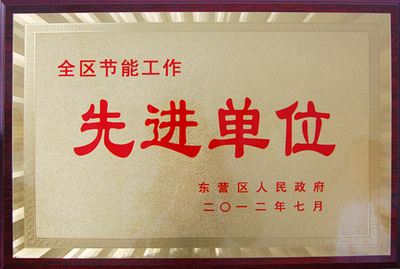 全区节能工作
先进单位
东营区人民政府
二〇一二年七月